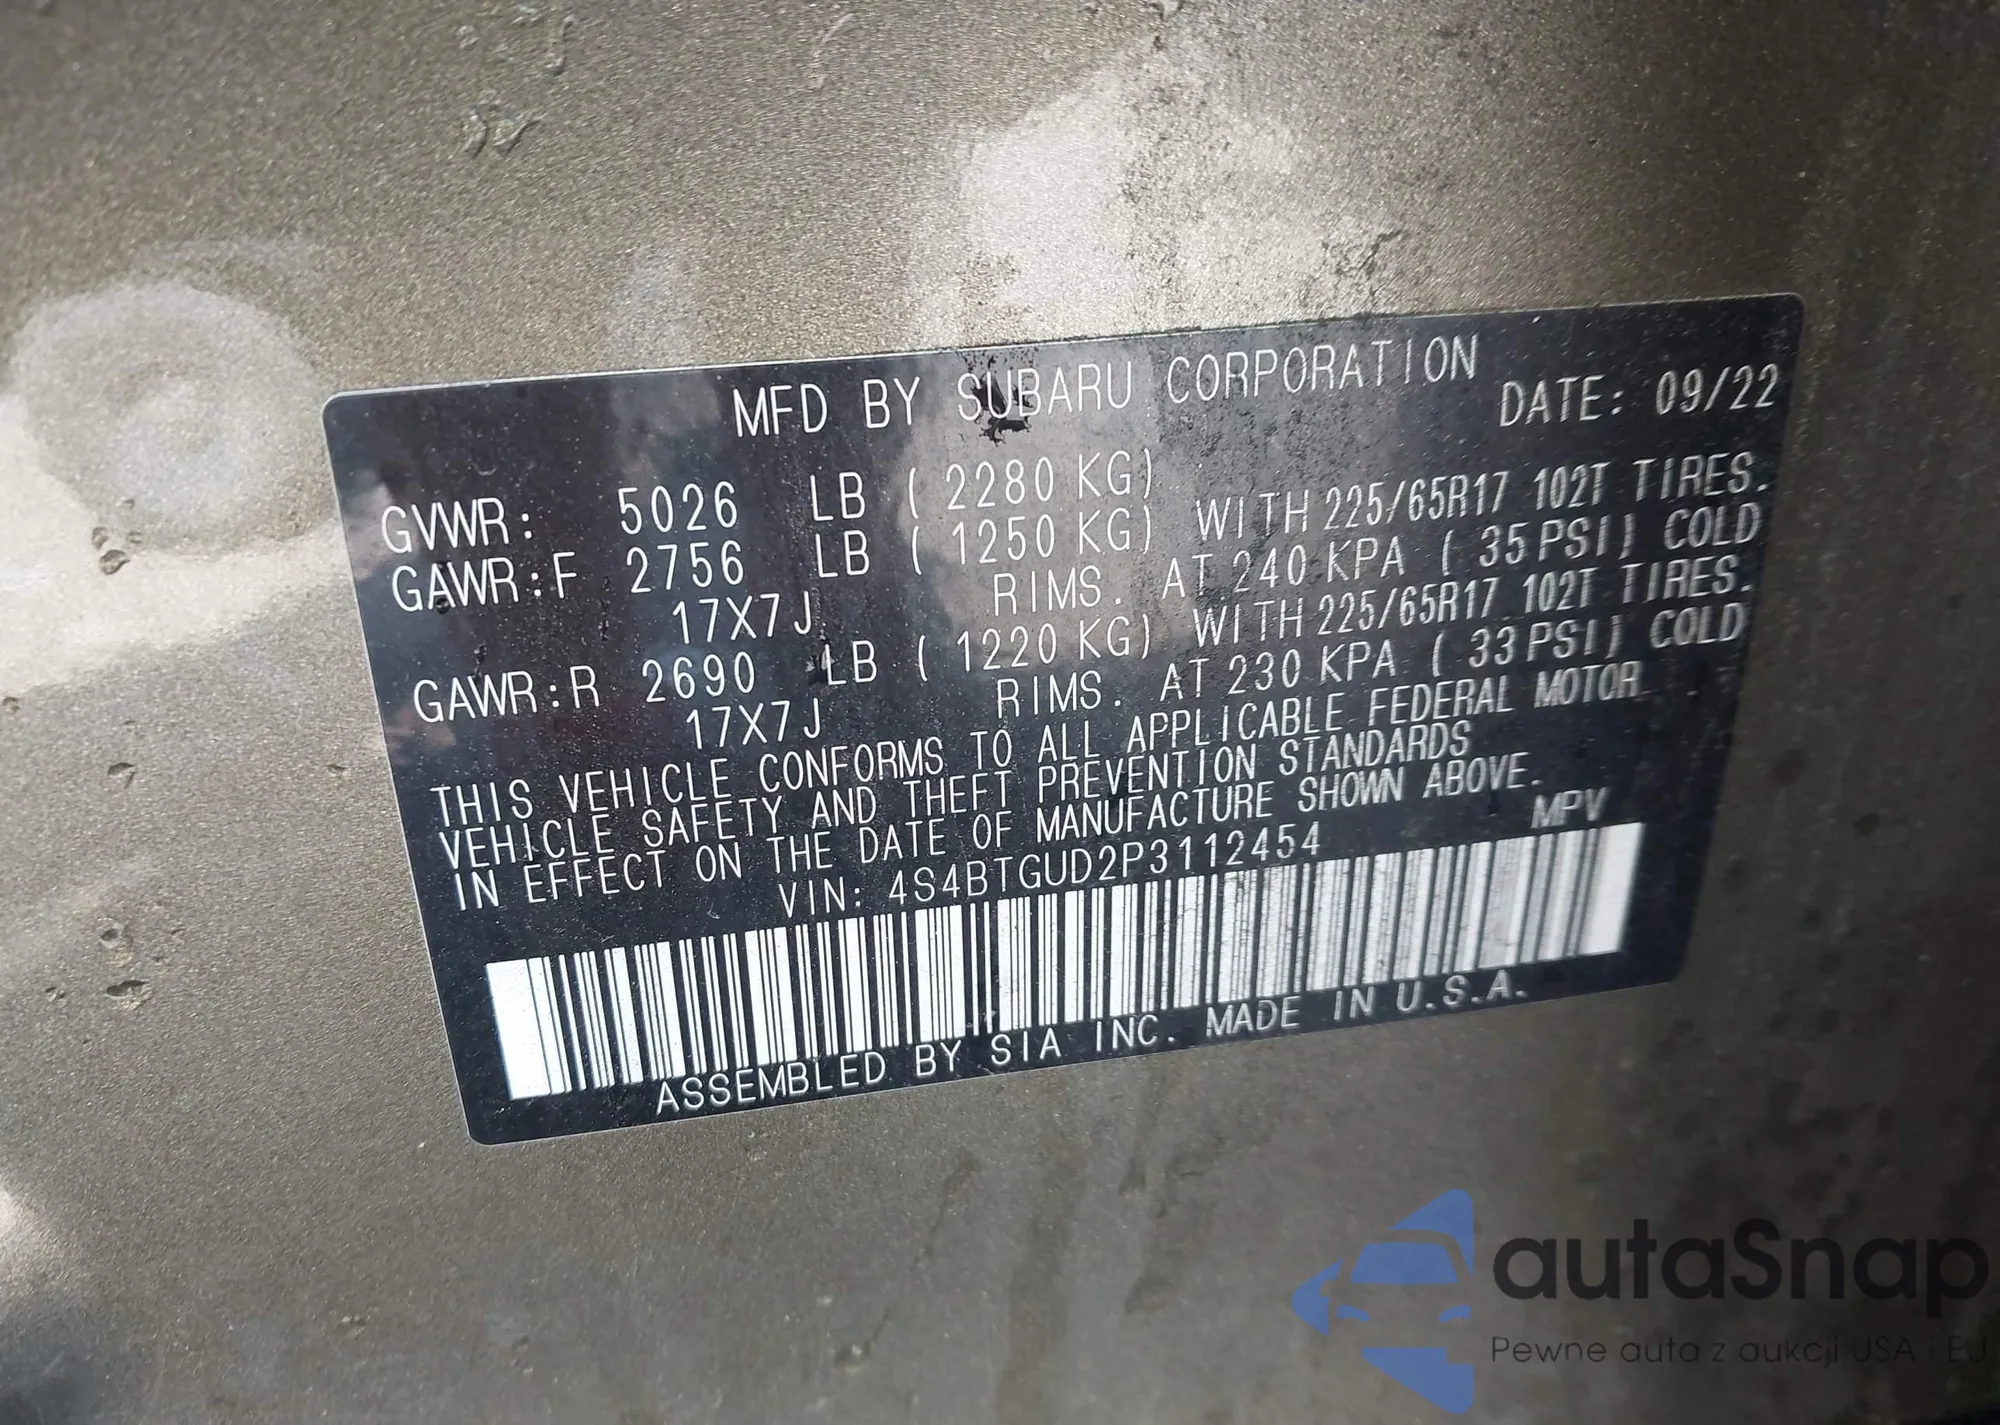 MFD BY SUBARU CORPORATION
DATE: 09/22
GVWR: 5026 LB ( 2280 KG)
GAWR:F 2756 LB ( 1250 KG) WITH 225/65R17 102T TIRES.
17X7J RIMS. AT 240 KPA ( 35 PSI) COLD
GAWR:R 2690 LB ( 1220 KG) WITH 225/65R17 102T TIRES.
17X7J RIMS. AT 230 KPA ( 33 PSI) COLD
THIS VEHICLE CONFORMS TO ALL APPLICABLE FEDERAL MOTOR
VEHICLE SAFETY AND THEFT PREVENTION STANDARDS
IN EFFECT ON THE DATE OF MANUFACTURE SHOWN ABOVE.
VIN: 4S4BTGUD2P3112454 MPV
ASSEMBLED BY SIA INC. MADE IN U.S.A.
autaSnap
Pewne auta z aukcji USA i EU